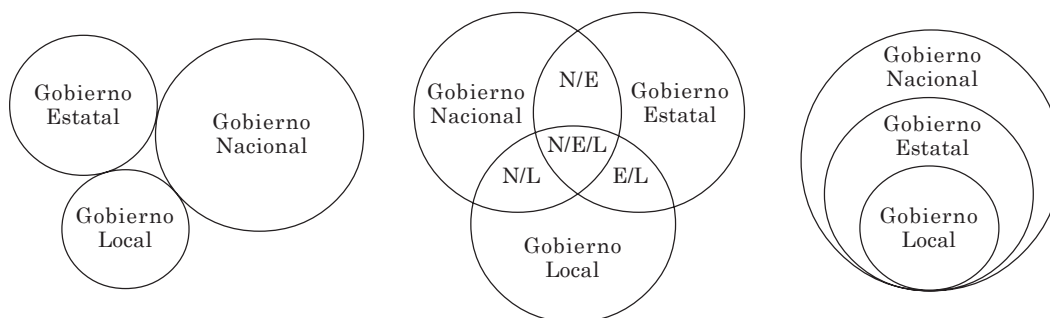 Gobierno
Estatal
Gobierno
Nacional
Gobierno
Local
Gobierno
Nacional
N/E
Gobierno
Estatal
N/E/L
N/L
E/L
Gobierno
Local
Gobierno
Nacional
Gobierno
Estatal
Gobierno
Local